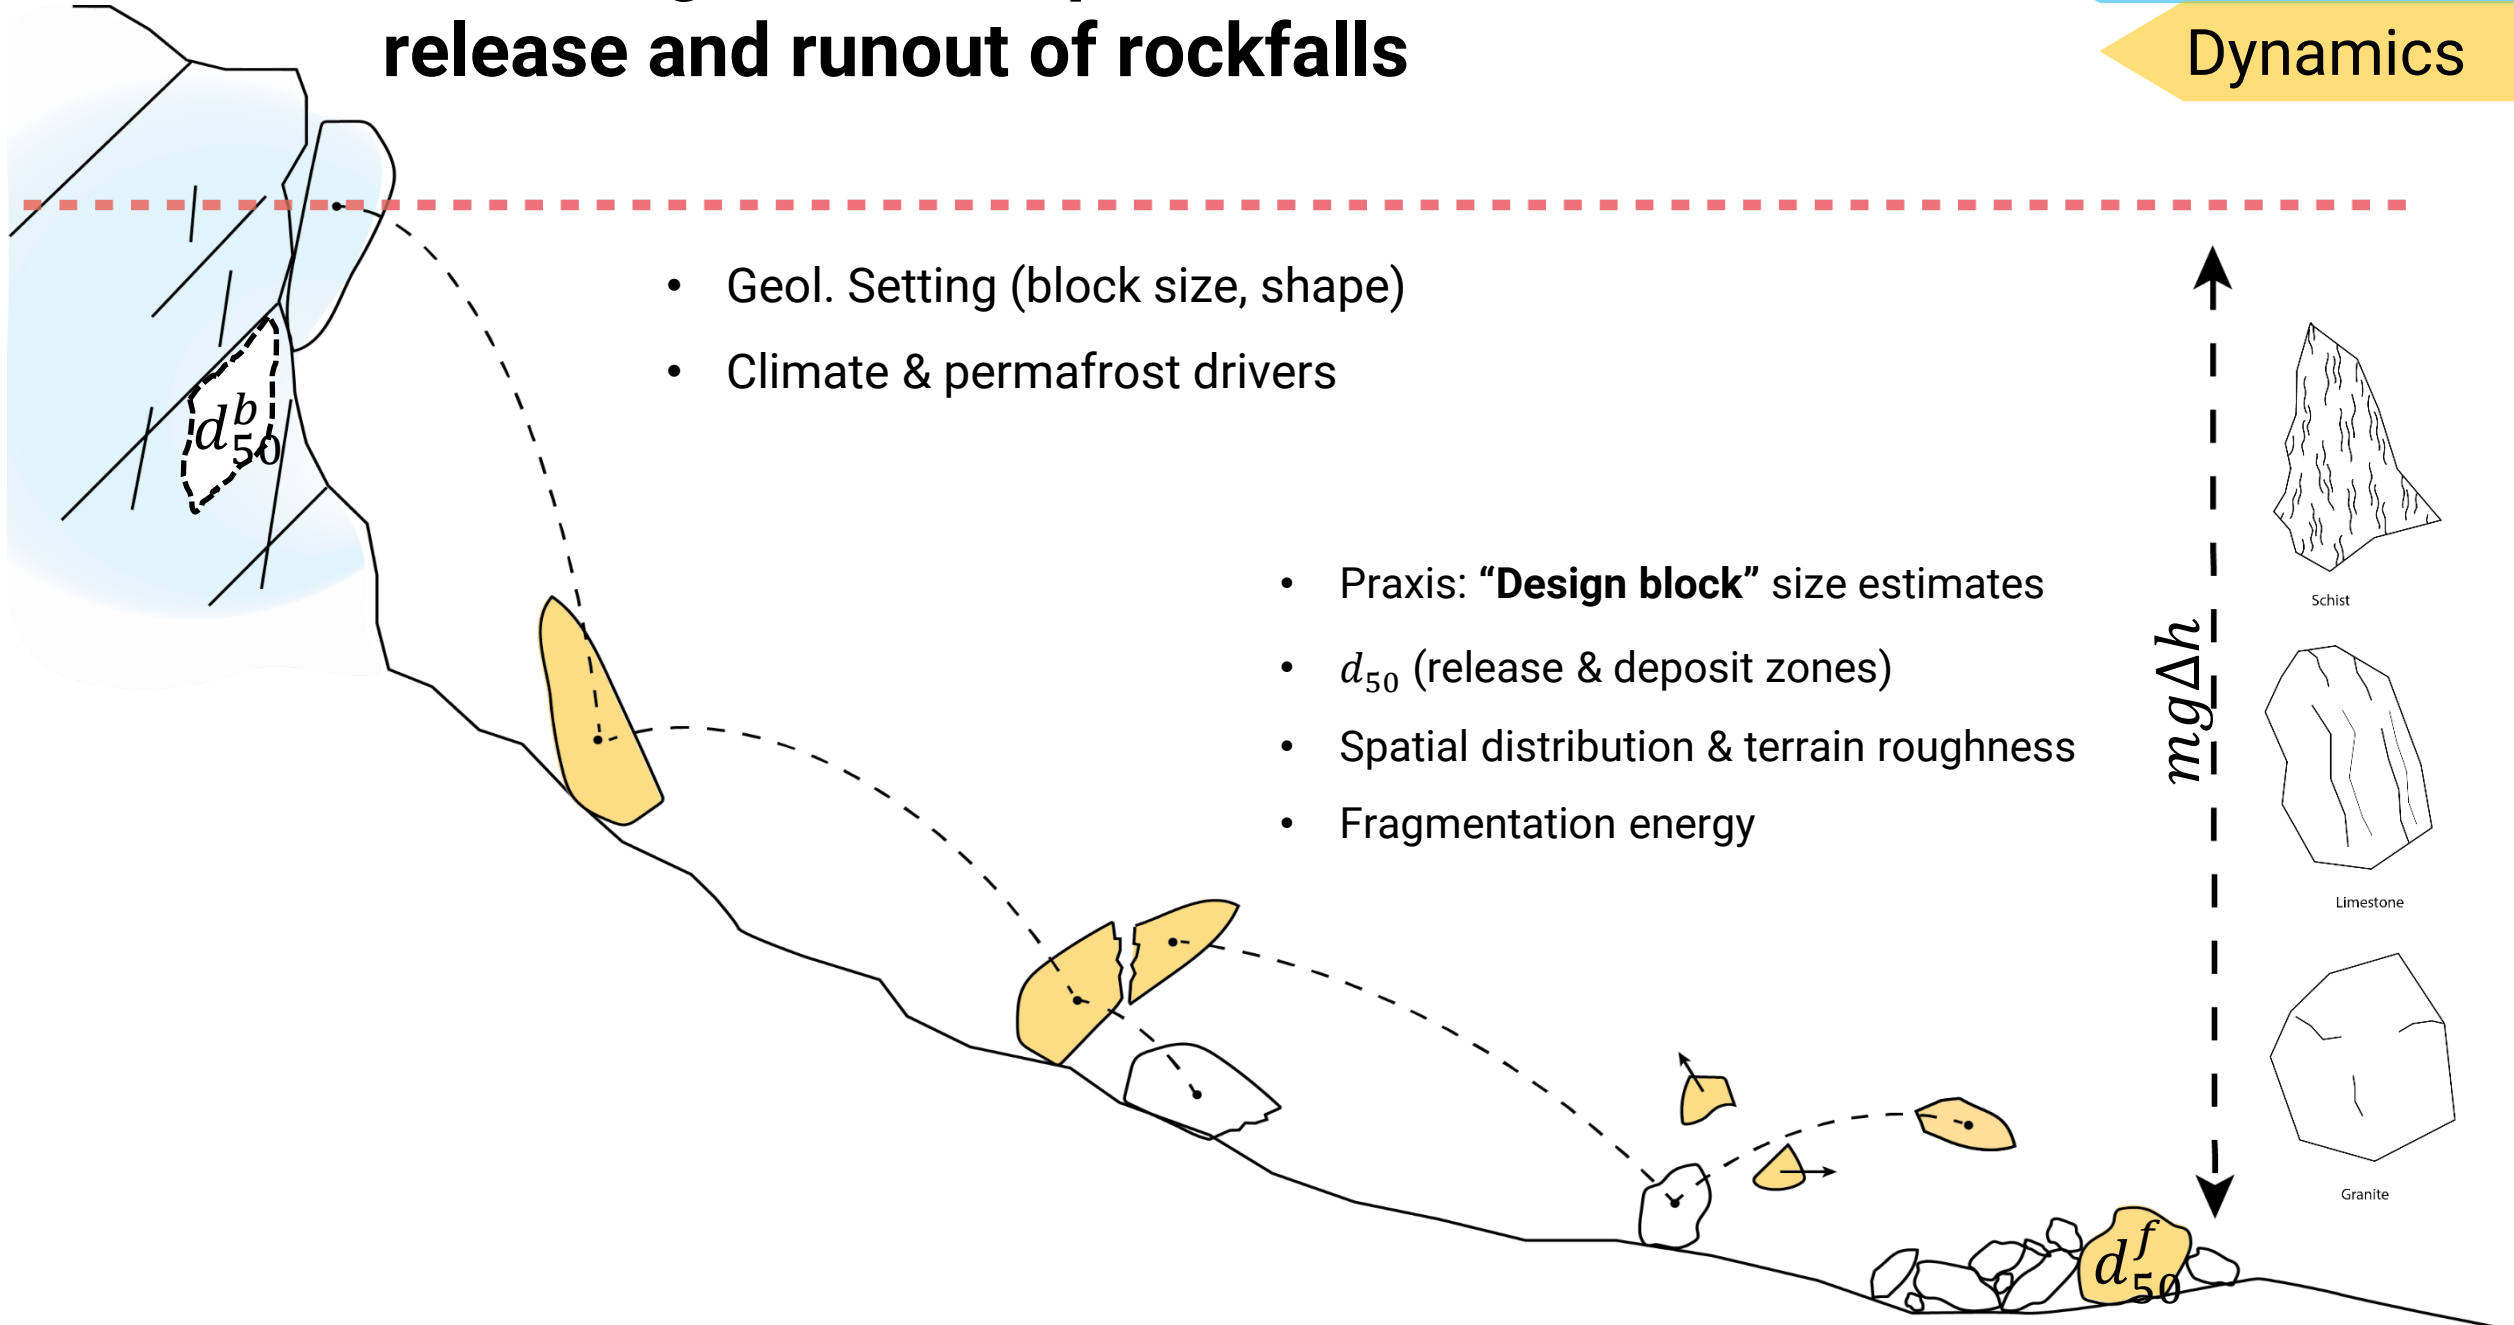 release and runout of rockfalls
Dynamics
• Geol. Setting (block size, shape)
• Climate & permafrost drivers
d₅₀ᵇ
• Praxis: “Design block” size estimates
• d₅₀ (release & deposit zones)
• Spatial distribution & terrain roughness
• Fragmentation energy
mgΔh
Schist
Limestone
Granite
d₅₀ᶠ